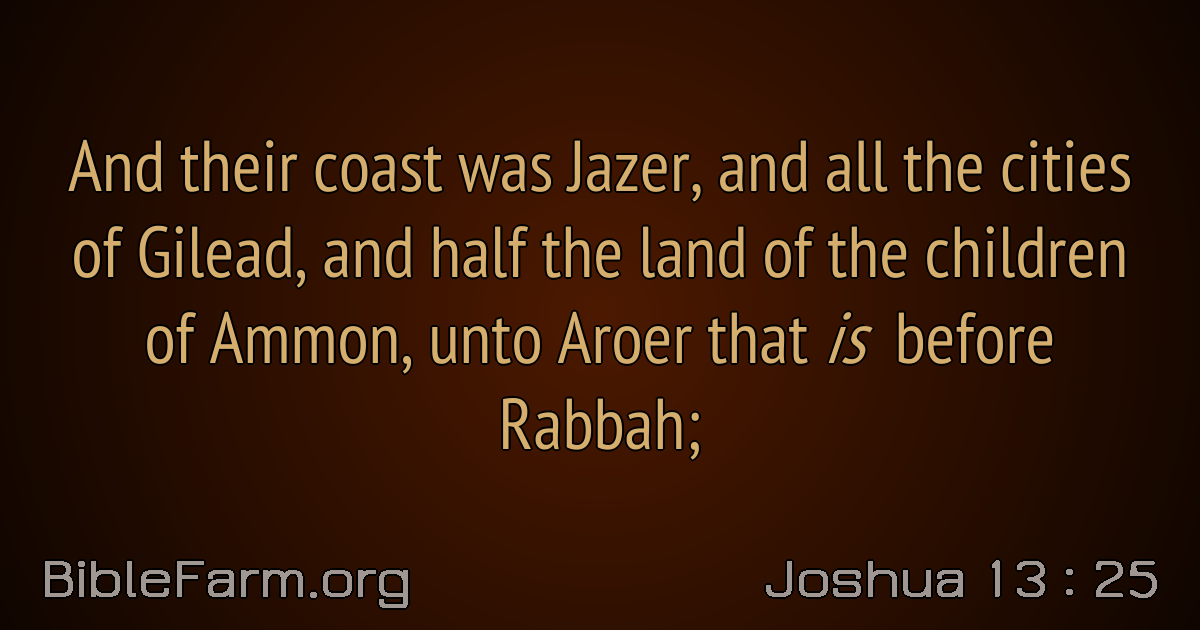 And their coast was Jazer, and all the cities
of Gilead, and half the land of the children
of Ammon, unto Aroer that is before
Rabbah;
BibleFarm.org
Joshua 13 : 25